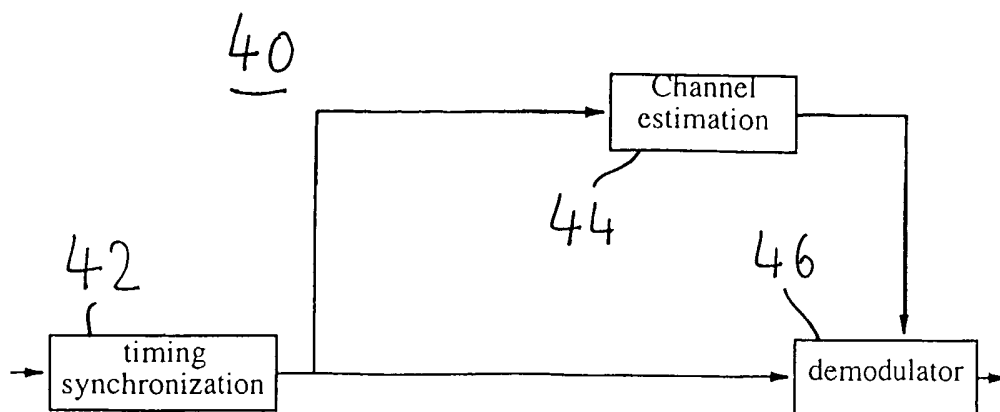 40
Channel
estimation
44
42
46
timing
synchronization
demodulator